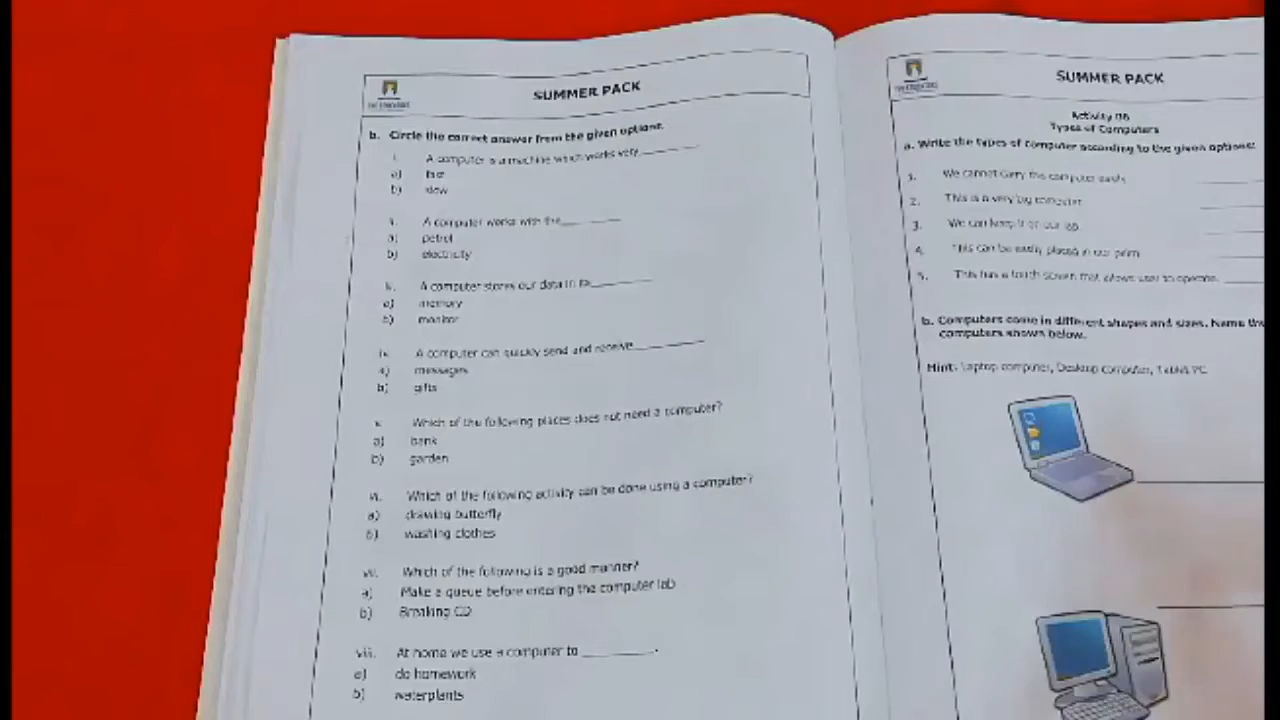 SUMMER PACK
b. Circle the correct answer from the given options.
i. A computer is a machine which works very ________
a) fast
b) slow
ii. A computer works with the ________
a) petrol
b) electricity
A computer stores our data in its ________
a) memory
b) monitor
iv. A computer can quickly send and receive ________
a) messages
b) gifts
v. Which of the following places does not need a computer?
a) bank
b) garden
vi. Which of the following activity can be done using a computer?
a) drawing butterfly
b) washing clothes
vii. Which of the following is a good manner?
a) Make a queue before entering the computer lab
b) Breaking CD
viii. At home we use a computer to ________.
a) do homework
b) waterplants
SUMMER PACK
Activity 06
Types of Computers
a. Write the types of computer according to the given options:
1. We cannot carry this computer easily
2. This is a very big computer
3. We can keep it on our lap
4. This can be easily placed in our palm
5. This has a touch screen that allows user to operate.
b. Computers come in different shapes and sizes. Name the
computers shown below.
Hint: Laptop computer, Desktop computer, Tablet PC